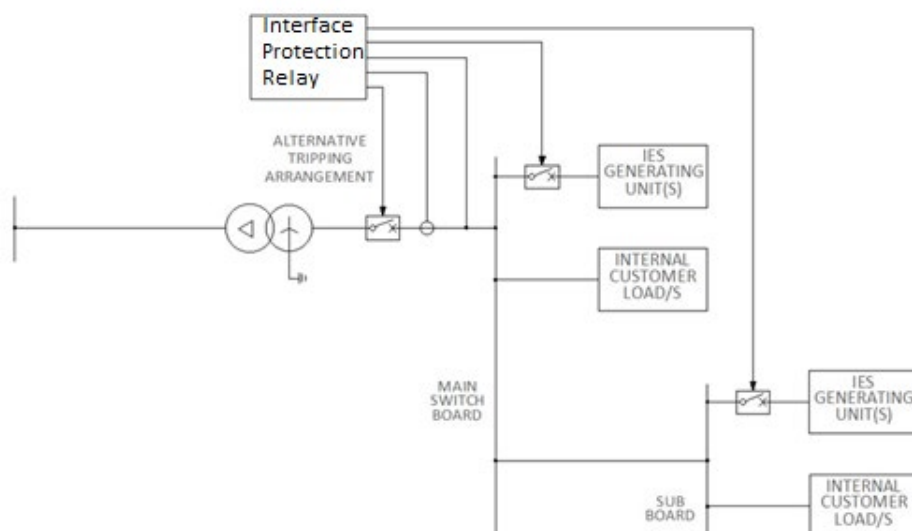 Interface
Protection
Relay
ALTERNATIVE
TRIPPING
ARRANGEMENT
IES
GENERATING
UNIT(S)
INTERNAL
CUSTOMER
LOAD/S
MAIN
SWITCH
BOARD
IES
GENERATING
UNIT(S)
SUB
BOARD
INTERNAL
CUSTOMER
LOAD/S